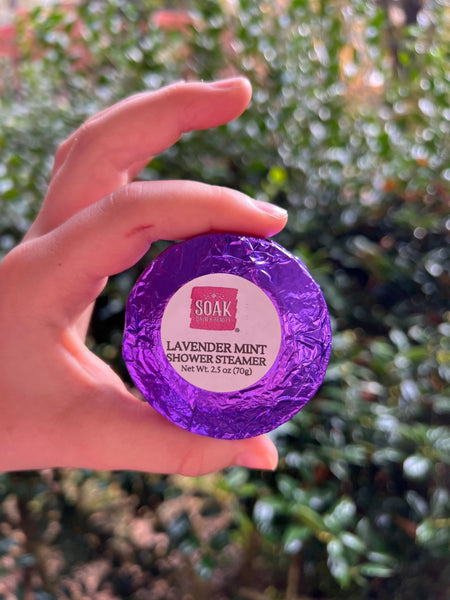 SOAK
LAVENDER MINT
SHOWER STEAMER
Net Wt. 2.5 oz (70g)